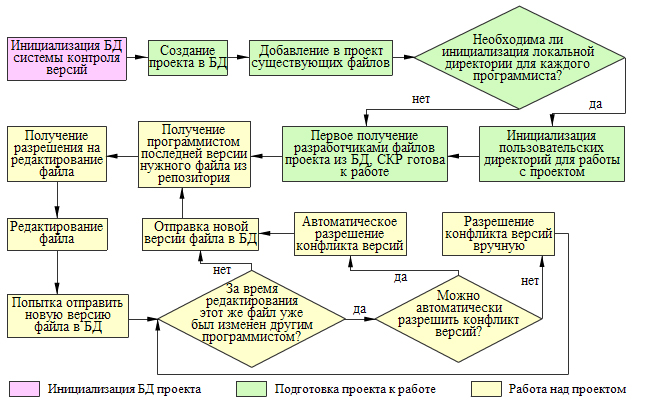 Инициализация БД
системы контроля
версий
Создание
проекта в БД
Добавление в проект
существующих файлов
Необходима ли
инициализация локальной
директории для каждого
программиста?
нет
да
Получение
разрешения на
редактирование
файла
Получение
программистом
последней версии
нужного файла из
репозитория
Первое получение
разработчиками файлов
проекта из БД, СКР готова
к работе
Инициализация
пользовательских
директорий для работы
с проектом
Редактирование
файла
Отправка новой
версии файла в БД
Автоматическое
разрешение
конфликта версий
Разрешение
конфликта версий
вручную
нет
да
нет
Попытка отправить
новую версию
файла в БД
За время
редактирования
этот же файл уже
был изменен другим
программистом?
да
Можно
автоматически
разрешить конфликт
версий?
Инициализация БД проекта
Подготовка проекта к работе
Работа над проектом